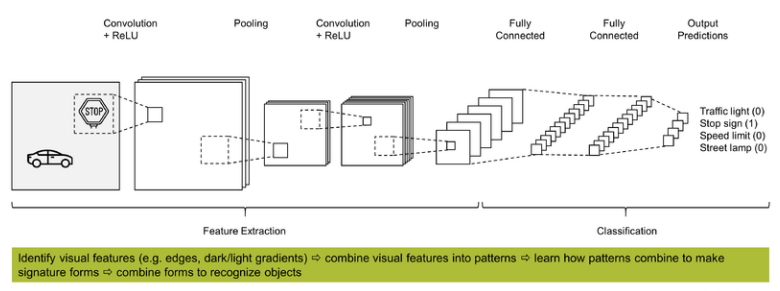 Convolution
+ ReLU
Pooling
Convolution
+ ReLU
Pooling
Fully
Connected
Fully
Connected
Output
Predictions
STOP
Traffic light (0)
Stop sign (1)
Speed limit (0)
Street lamp (0)
Feature Extraction
Classification
Identify visual features (e.g. edges, dark/light gradients) ⇨ combine visual features into patterns ⇨ learn how patterns combine to make
signature forms ⇨ combine forms to recognize objects